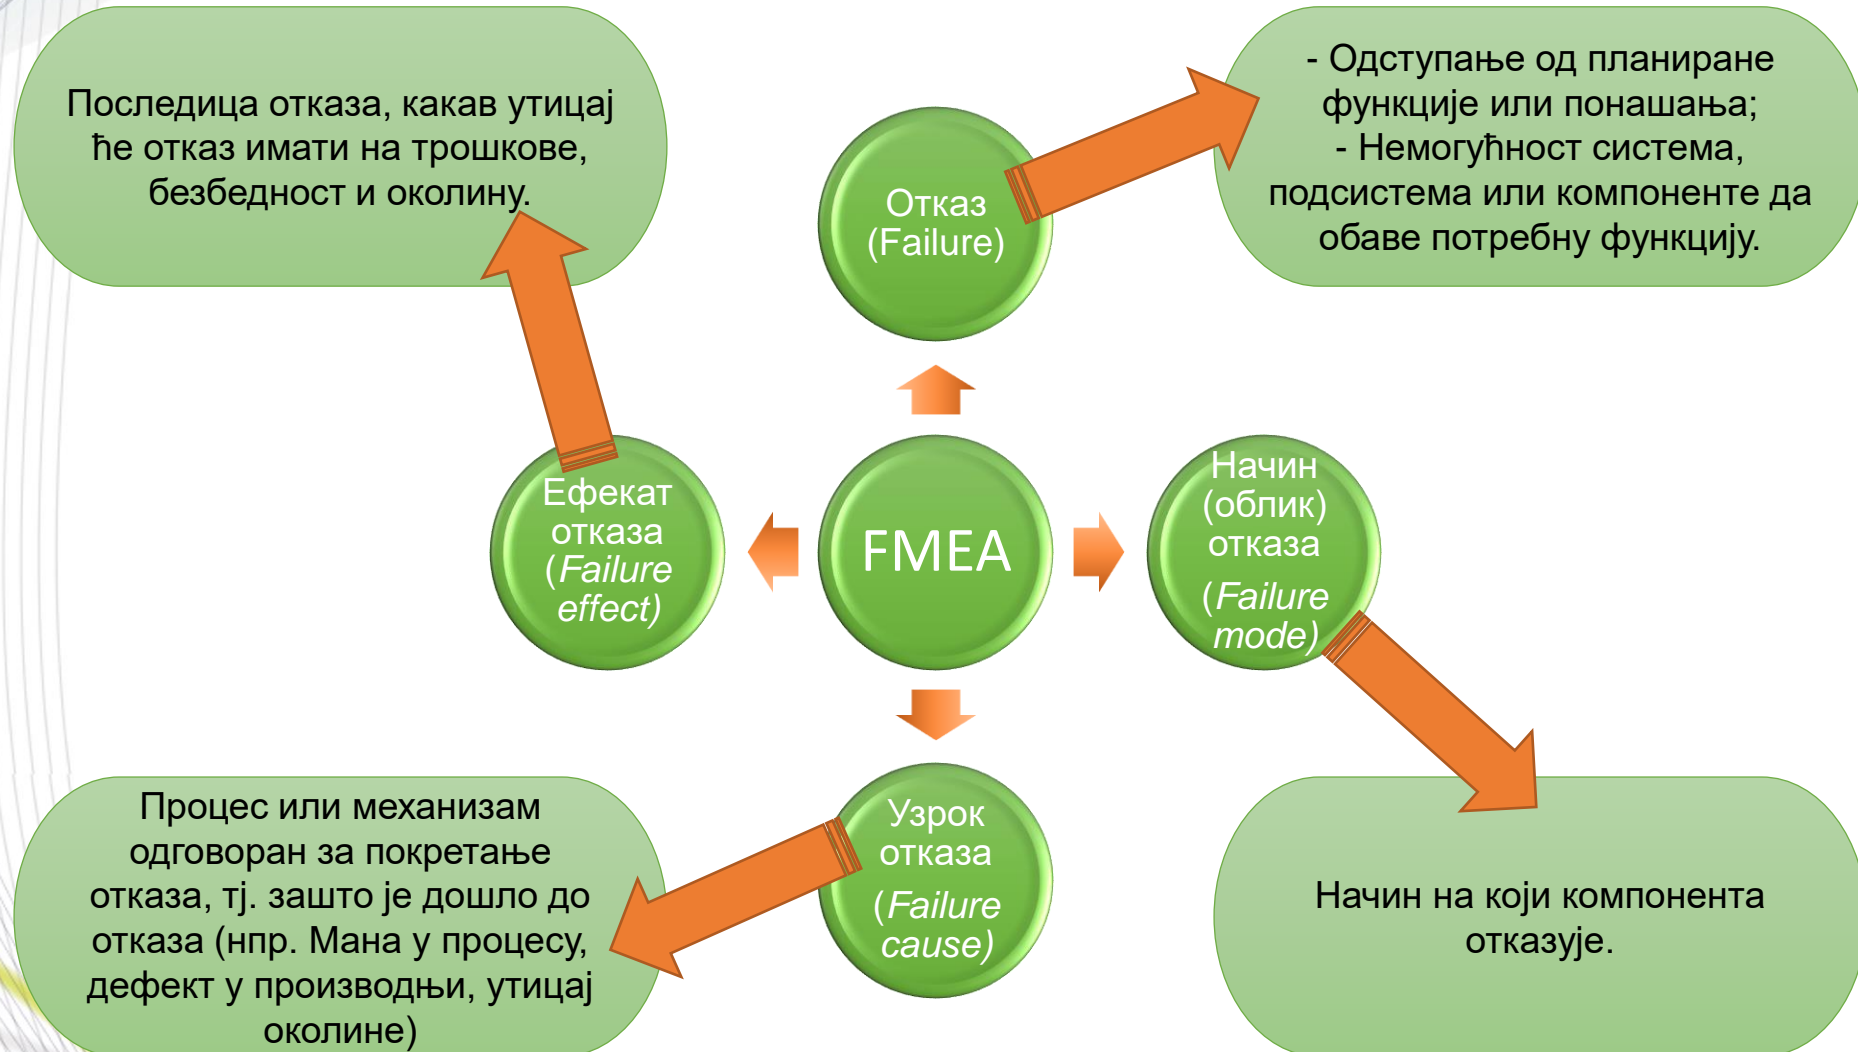 Последица отказа, какав утицај
ће отказ имати на трошкове,
безбедност и околину.
- Одступање од планиране
функције или понашања;
- Немогућност система,
подсистема или компоненте да
обаве потребну функцију.
Отказ
(Failure)
Ефекат
отказа
(Failure
effect)
FMEA
Начин
(облик)
отказа
(Failure
mode)
Узрок
отказа
(Failure
cause)
Процес или механизам
одговоран за покретање
отказа, тј. зашто је дошло до
отказа (нпр. Мана у процесу,
дефект у производњи, утицај
околине)
Начин на који компонента
отказује.